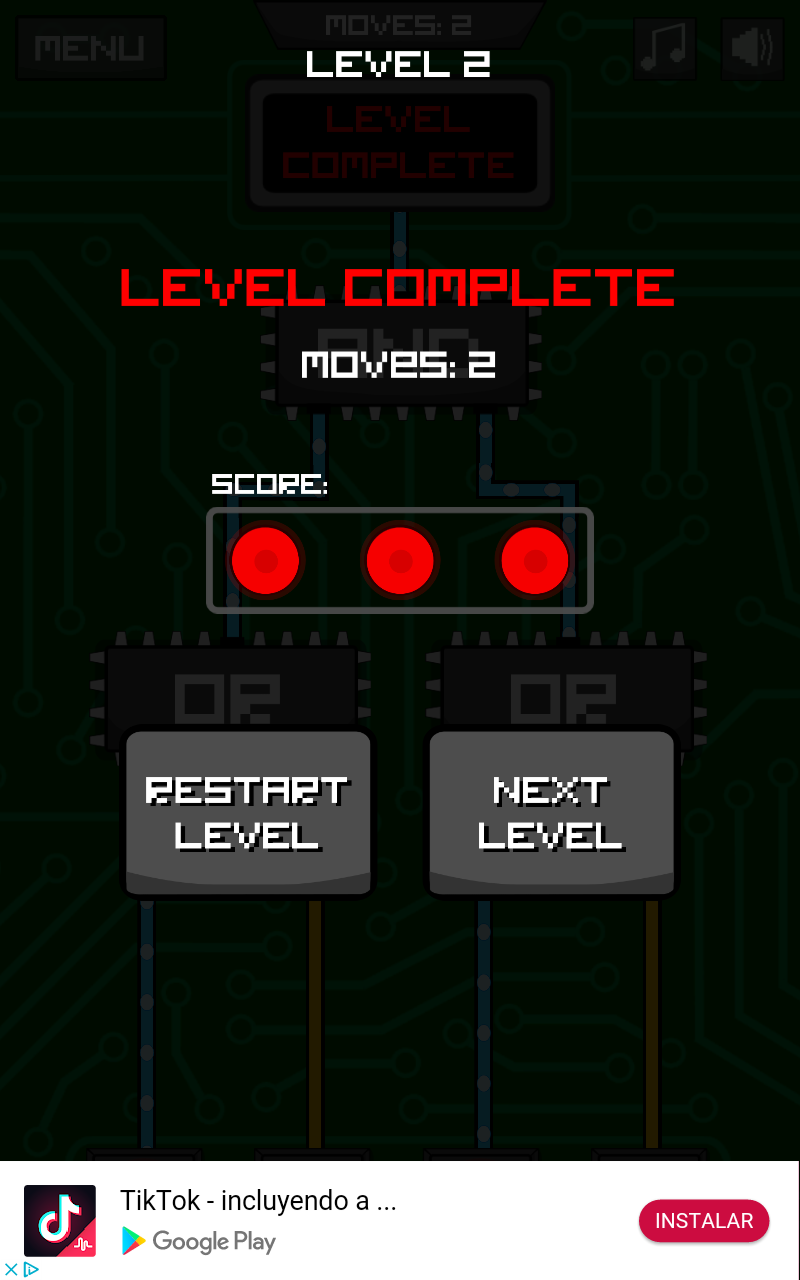 MOVES: 2
MENU
LEVEL 2
LEVEL
COMPLETE
LEVEL COMPLETE
AND
MOVES: 2
SCORE:
OR
OR
RESTART
LEVEL
NEXT
LEVEL
TikTok - incluyendo a ...
Google Play
INSTALAR